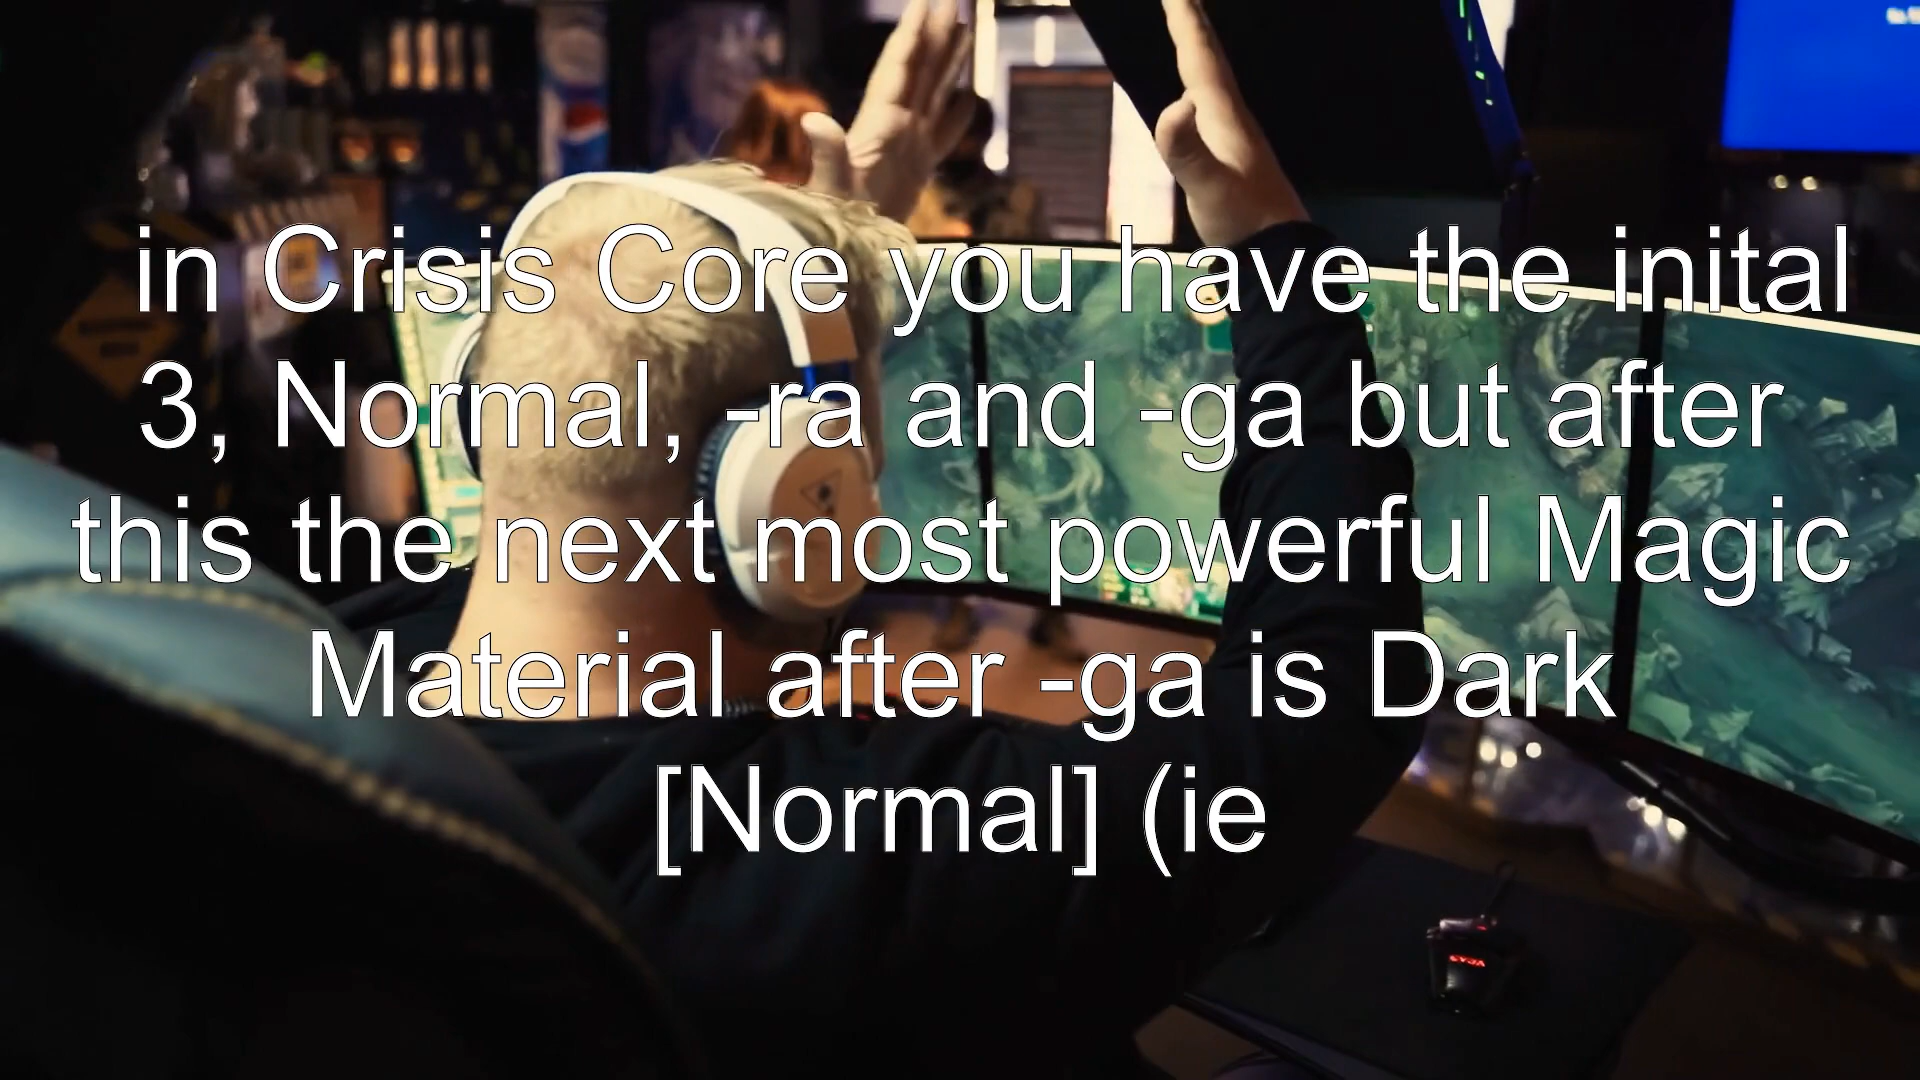 in Crisis Core you have the inital
3, Normal, -ra and -ga but after
this the next most powerful Magic
Material after -ga is Dark
[Normal] (ie
EVGA